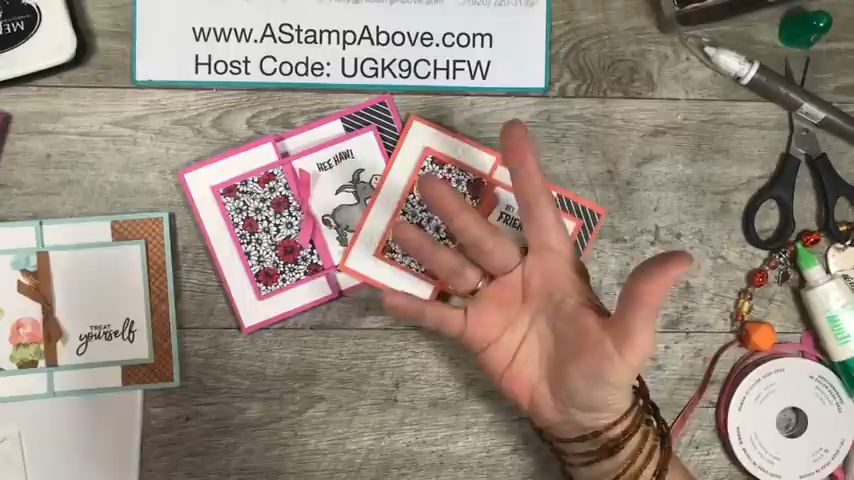 www.AStampAbove.com
Host Code: UGK9CHFW
HEE HAW!
FRIEN
TREAT
yourself